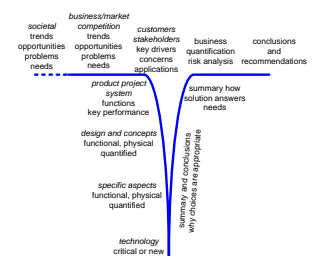 societal
trends
opportunities
problems
needs
business/market
competition
trends
opportunities
problems
needs
customers
stakeholders
key drivers
concerns
applications
business
quantification
risk analysis
conclusions
and
recommendations
product project
system
functions
key performance
summary how
solution answers
needs
design and concepts
functional, physical
quantified
specific aspects
functional, physical
quantified
summary and conclusions
why choices are appropriate
technology
critical or new